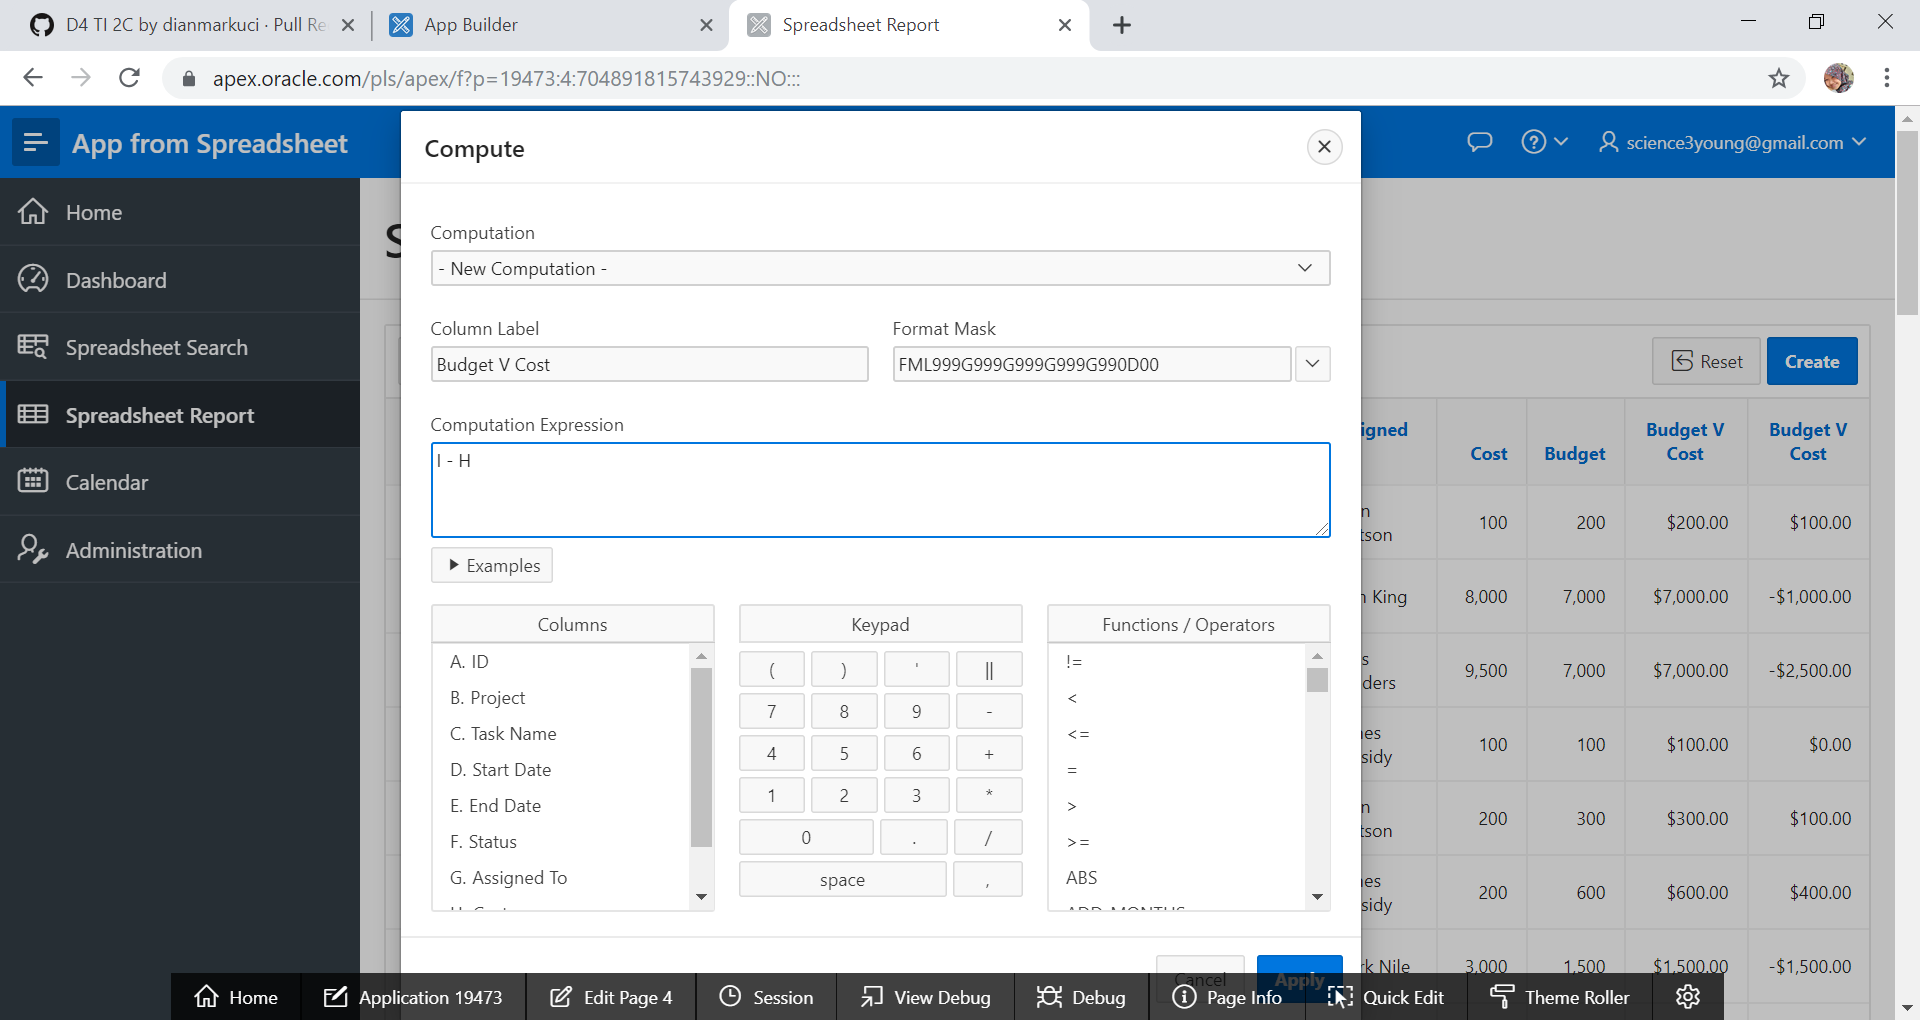 D4 TI 2C by dianmarkuci · Pull Re
App Builder
Spreadsheet Report
apex.oracle.com/pls/apex/f?p=19473:4:704891815743929::NO:::
App from Spreadsheet
science3young@gmail.com
Home
Dashboard
Spreadsheet Search
Spreadsheet Report
Calendar
Administration
S
Compute
Computation
- New Computation -
Column Label
Format Mask
Budget V Cost
FML999G999G999G999G990D00
Computation Expression
I - H
Examples
Columns
A. ID
B. Project
C. Task Name
D. Start Date
E. End Date
F. Status
G. Assigned To
Keypad
( ) ' ||
7 8 9 -
4 5 6 +
1 2 3 *
0 . /
space ,
Functions / Operators
!=
<
<=
=
>
>=
ABS
Cancel
Apply
Reset
Create
igned Cost Budget Budget V Cost Budget V Cost
n tson 100 200 $200.00 $100.00
n King 8,000 7,000 $7,000.00 -$1,000.00
s ders 9,500 7,000 $7,000.00 -$2,500.00
es sidy 100 100 $100.00 $0.00
n tson 200 300 $300.00 $100.00
es sidy 200 600 $600.00 $400.00
rk Nile 3,000 1,500 $1,500.00 -$1,500.00
Home
Application 19473
Edit Page 4
Session
View Debug
Debug
Page Info
Quick Edit
Theme Roller